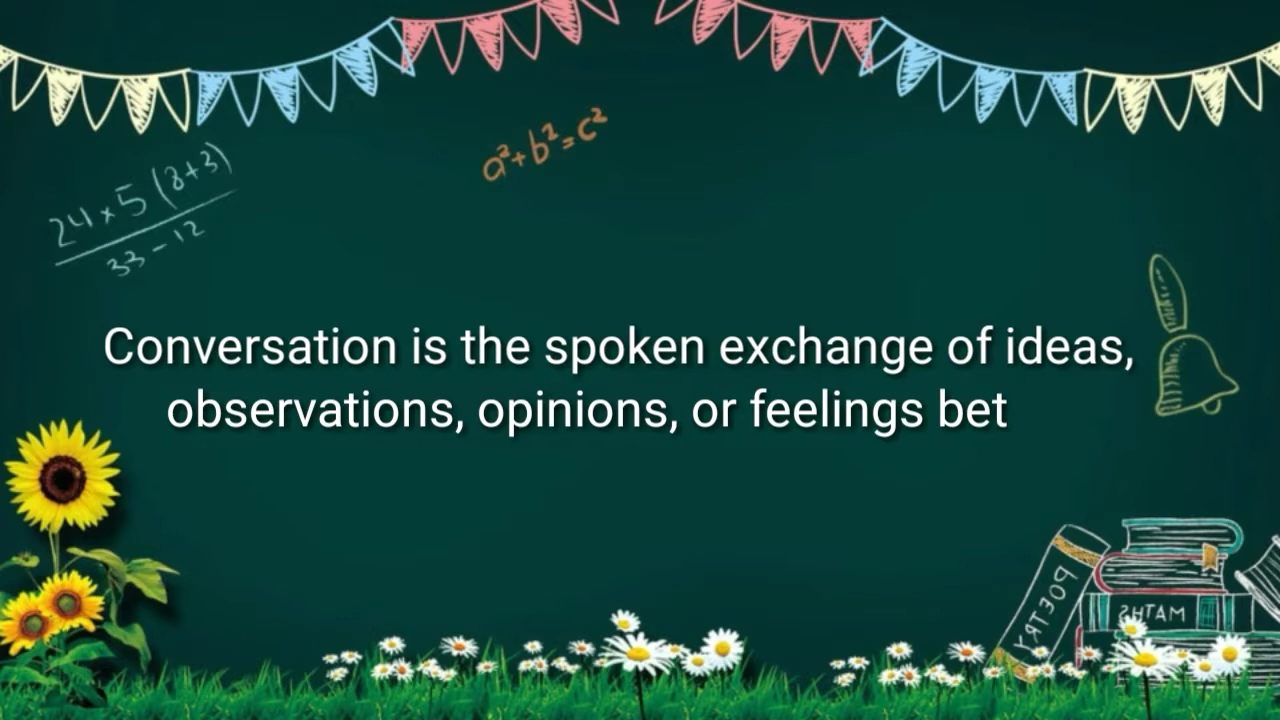 a²+b²=c²
24×5(8+3)
33-12
Conversation is the spoken exchange of ideas,
observations, opinions, or feelings bet
POETRY
MATHS